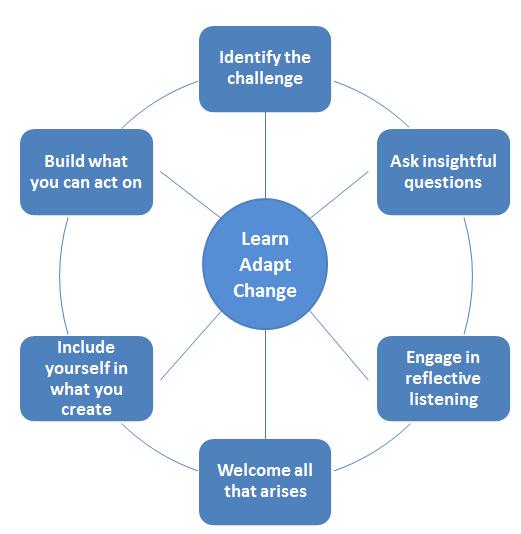 Identify the
challenge
Ask insightful
questions
Engage in
reflective
listening
Welcome all
that arises
Include
yourself in
what you
create
Build what
you can act on
Learn
Adapt
Change